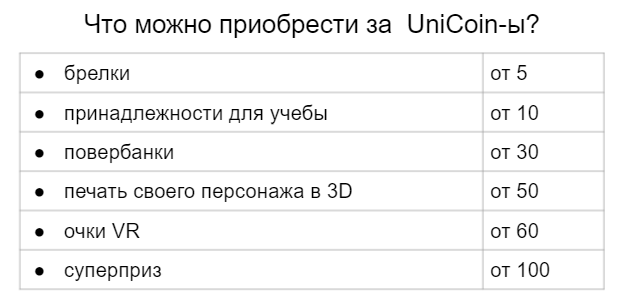 Что можно приобрести за UniCoin-ы?
● брелки от 5
● принадлежности для учебы от 10
● повербанки от 30
● печать своего персонажа в 3D от 50
● очки VR от 60
● суперприз от 100